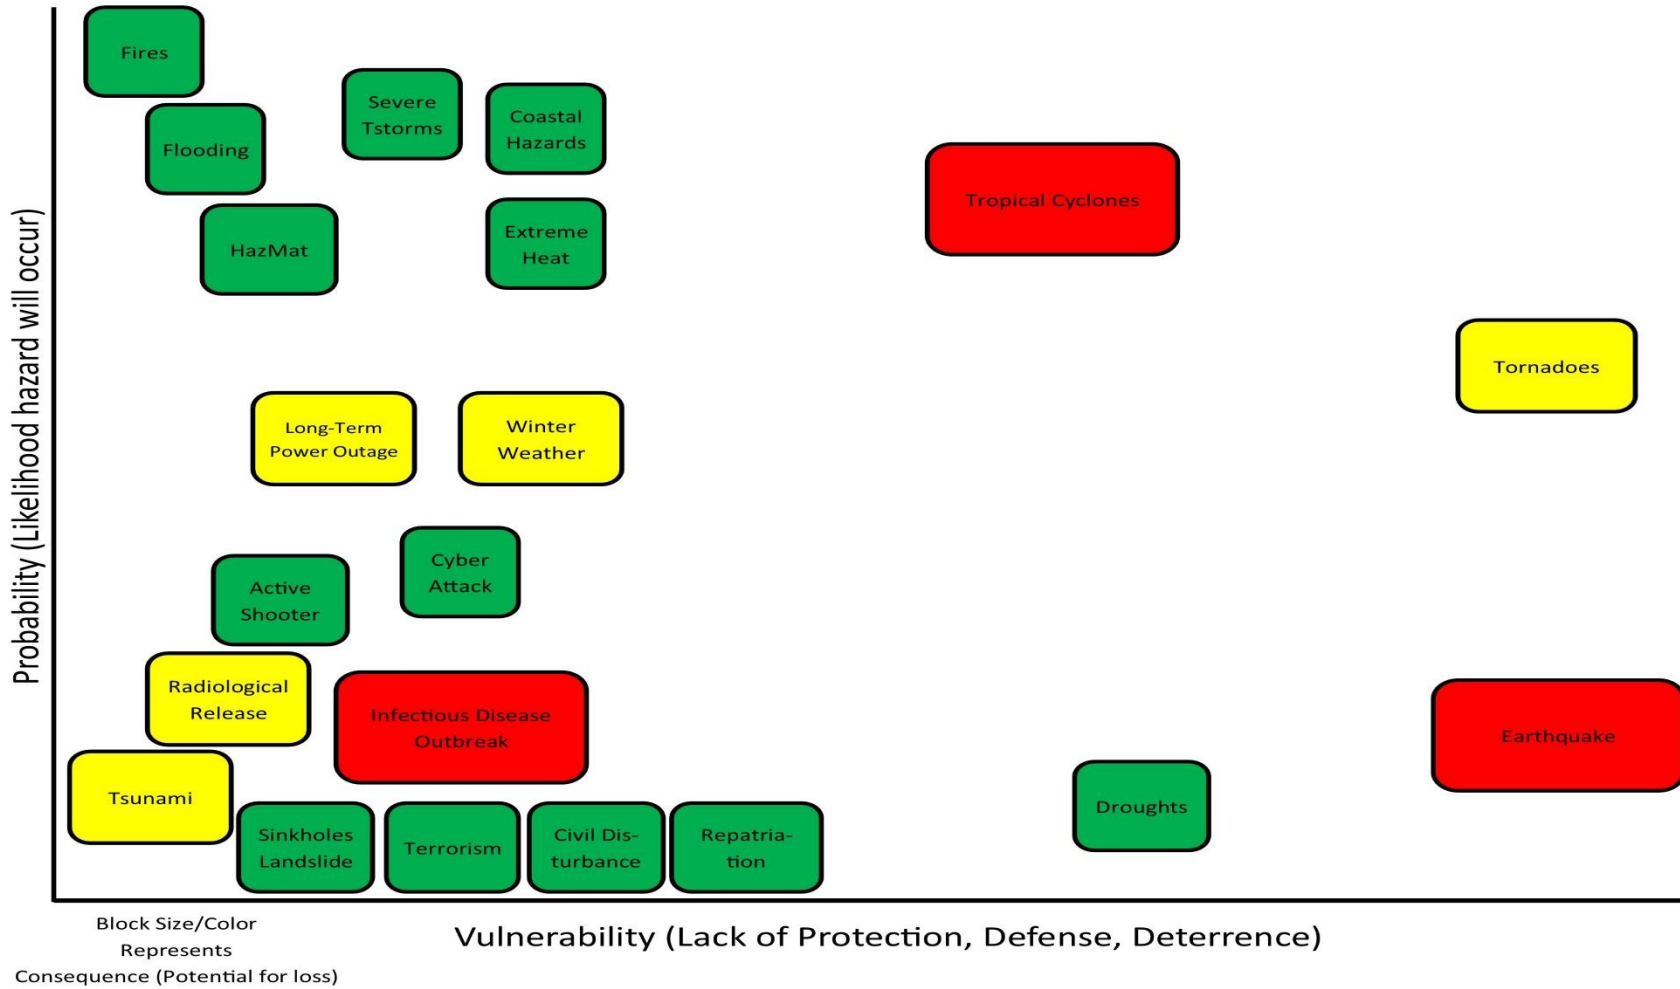 Fires
Severe
Tstorms
Coastal
Hazards
Flooding
Tropical Cyclones
HazMat
Extreme
Heat
Tornadoes
Long-Term
Power Outage
Winter
Weather
Cyber
Attack
Active
Shooter
Radiological
Release
Infectious Disease
Outbreak
Earthquake
Tsunami
Droughts
Sinkholes
Landslide
Terrorism
Civil Dis-
turbance
Repatria-
tion
Probability (Likelihood hazard will occur)
Block Size/Color
Represents
Consequence (Potential for loss)
Vulnerability (Lack of Protection, Defense, Deterrence)